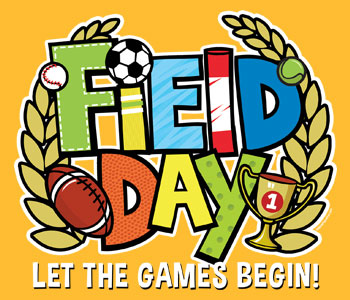 FiElD
DAY
1
LET THE GAMES BEGIN!